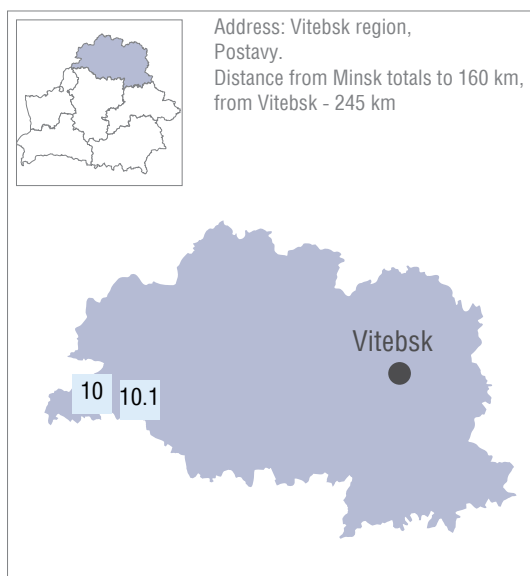 Address: Vitebsk region,
Postavy.
Distance from Minsk totals to 160 km,
from Vitebsk - 245 km
Vitebsk
10
10.1